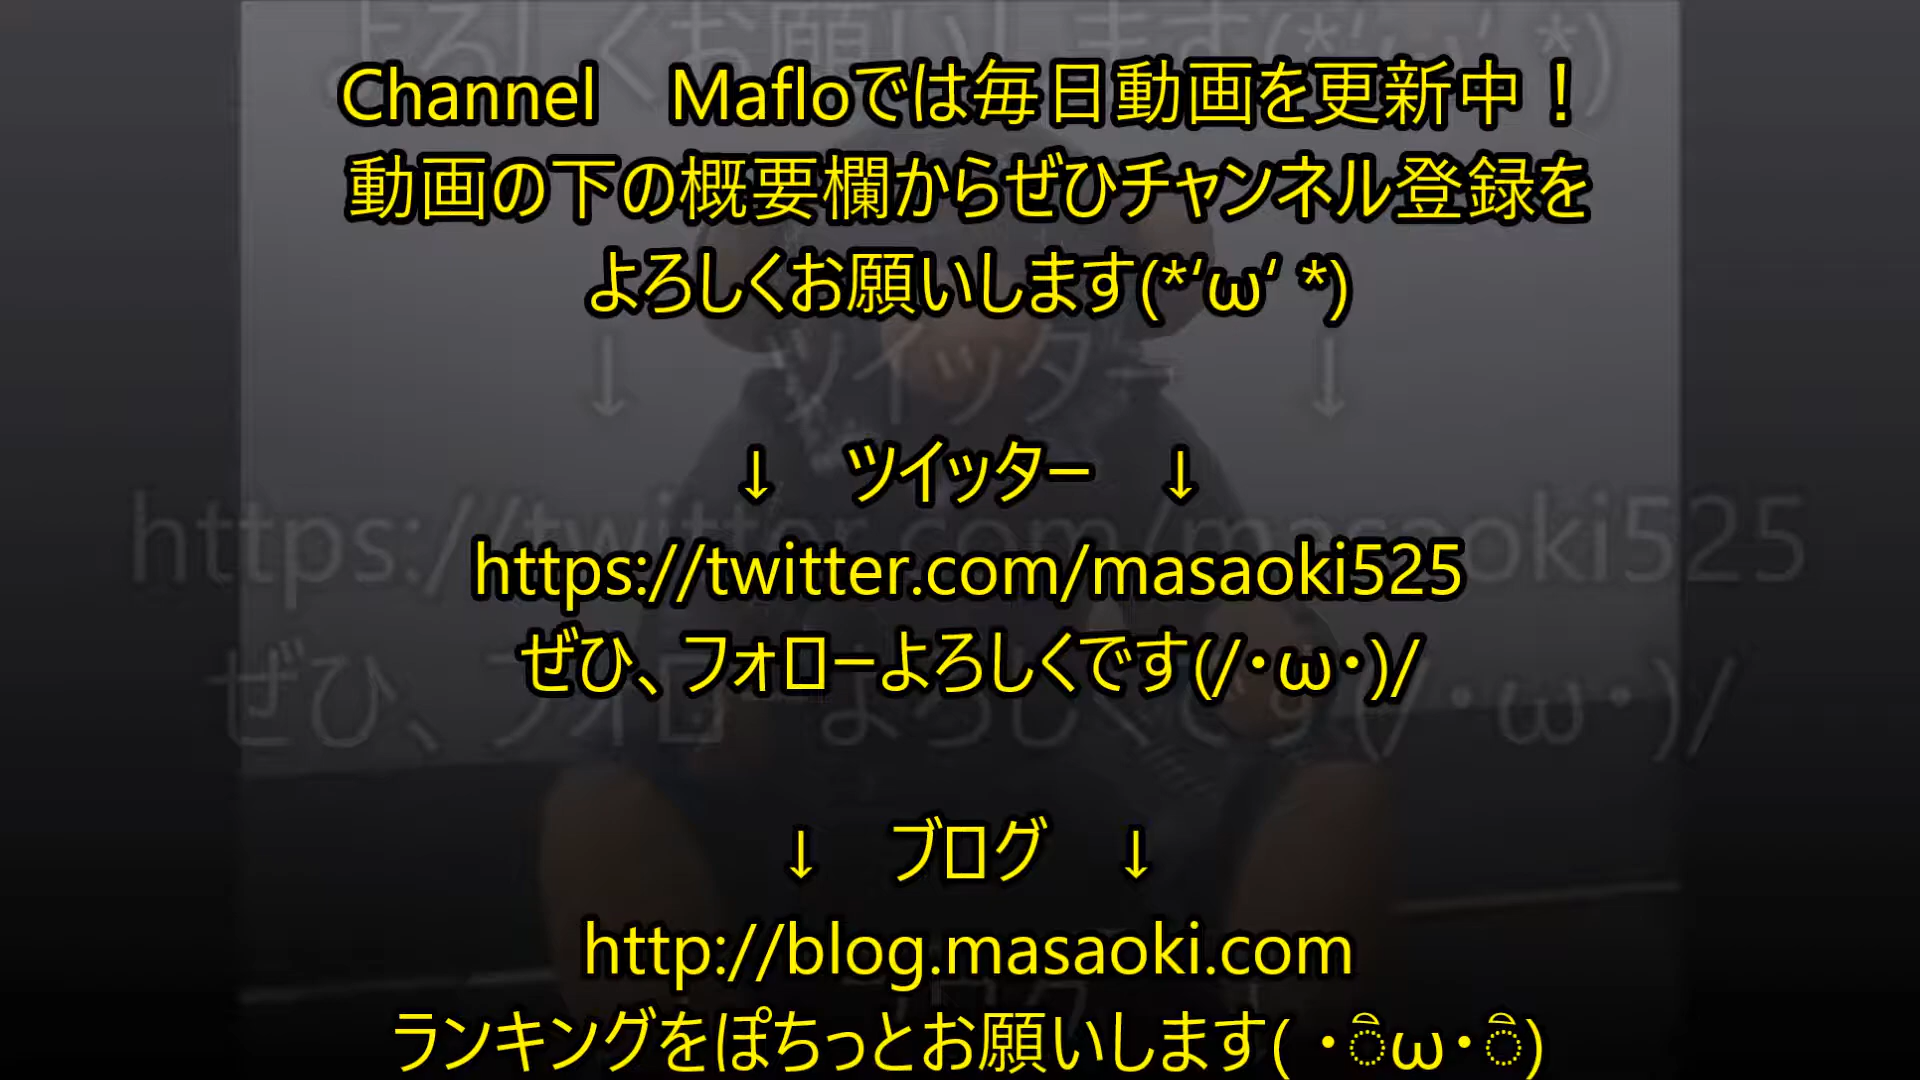 Channel　Mafloでは毎日動画を更新中！
動画の下の概要欄からぜひチャンネル登録を
よろしくお願いします(*‘ω‘ *)
↓　ツイッター　↓
https://twitter.com/masaoki525
ぜひ、フォローよろしくです(/・ω・)/
↓　ブログ　↓
http://blog.masaoki.com
ランキングをぽちっとお願いします( ・ิω・ิ)